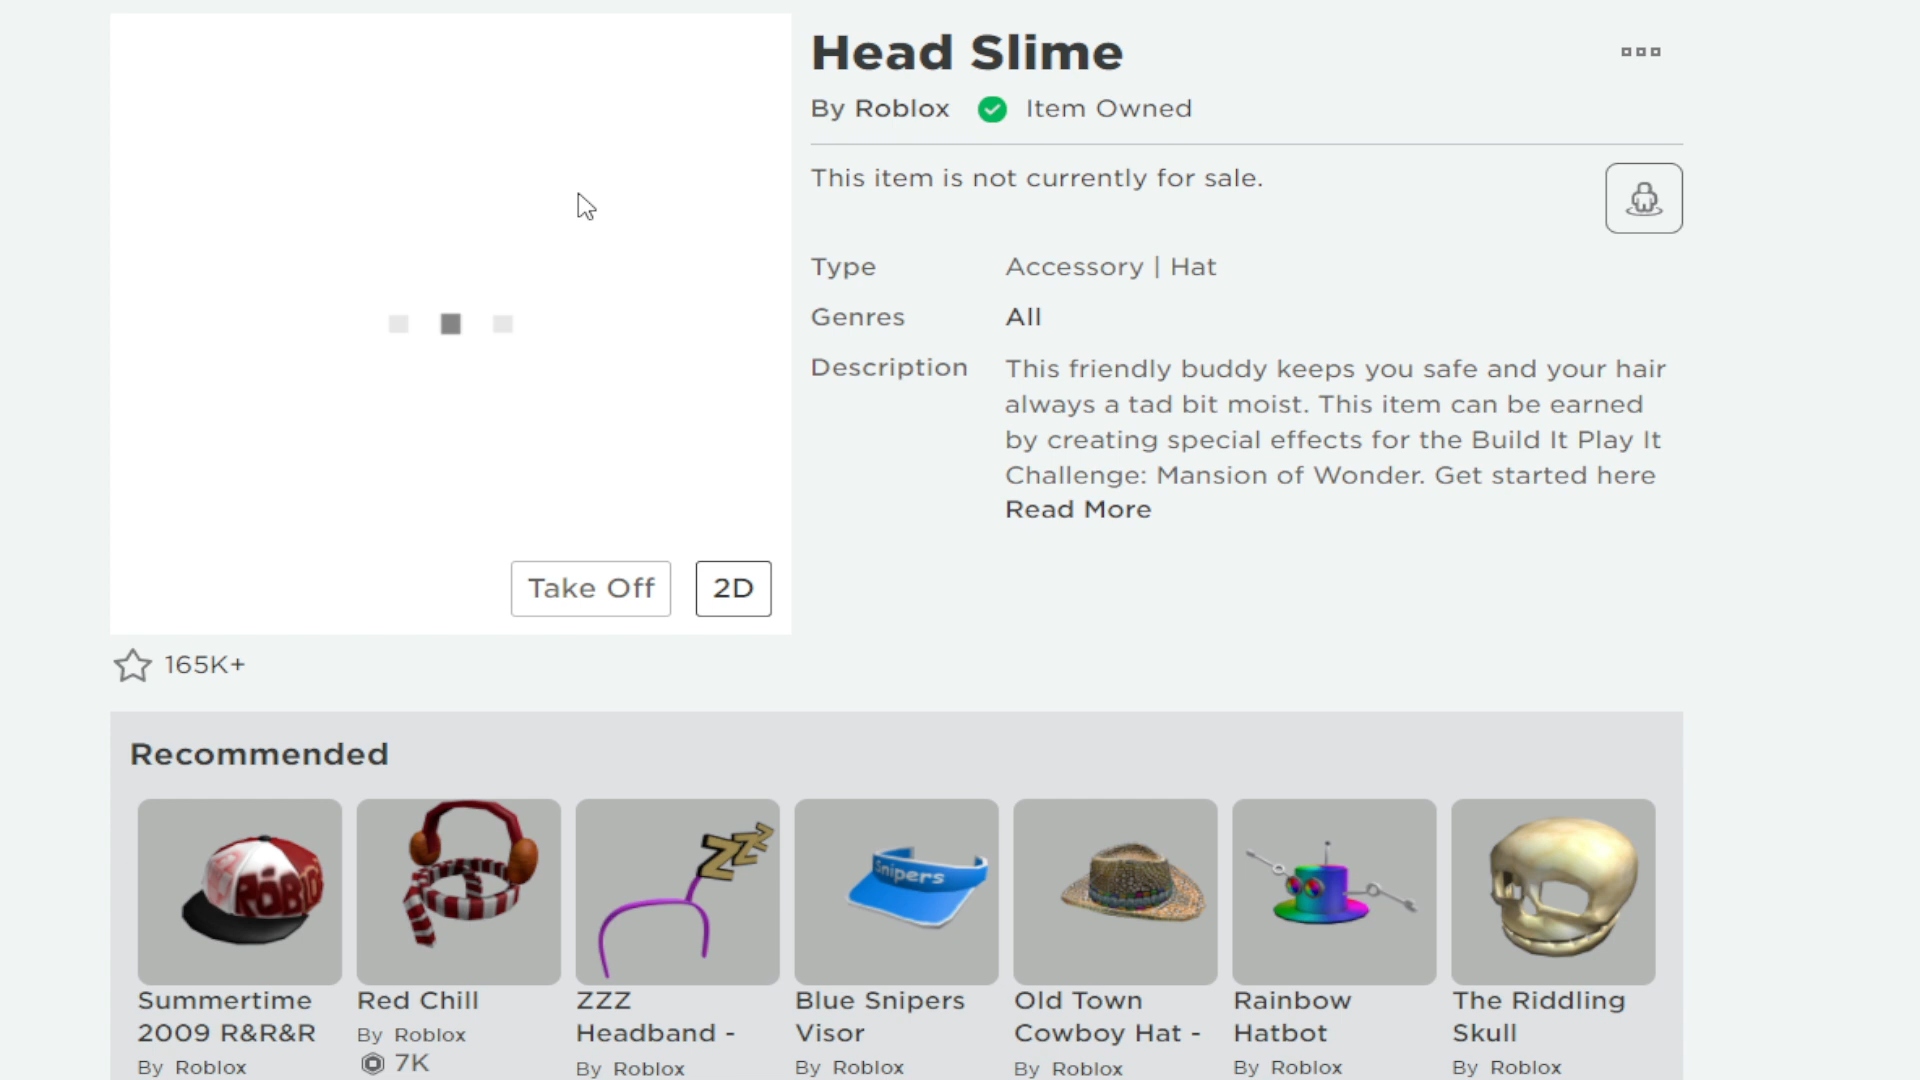 Head Slime
By Roblox Item Owned
This item is not currently for sale.
Type Accessory | Hat
Genres All
Description This friendly buddy keeps you safe and your hair
always a tad bit moist. This item can be earned
by creating special effects for the Build It Play It
Challenge: Mansion of Wonder. Get started here
Read More
Take Off 2D
165K+
Recommended
ROBLO
Snipers
ZZZ
Summertime
2009 R&R&R
By Roblox
Red Chill
By Roblox
7K
ZZZ
Headband -
By Roblox
Blue Snipers
Visor
By Roblox
Old Town
Cowboy Hat -
By Roblox
Rainbow
Hatbot
By Roblox
The Riddling
Skull
By Roblox